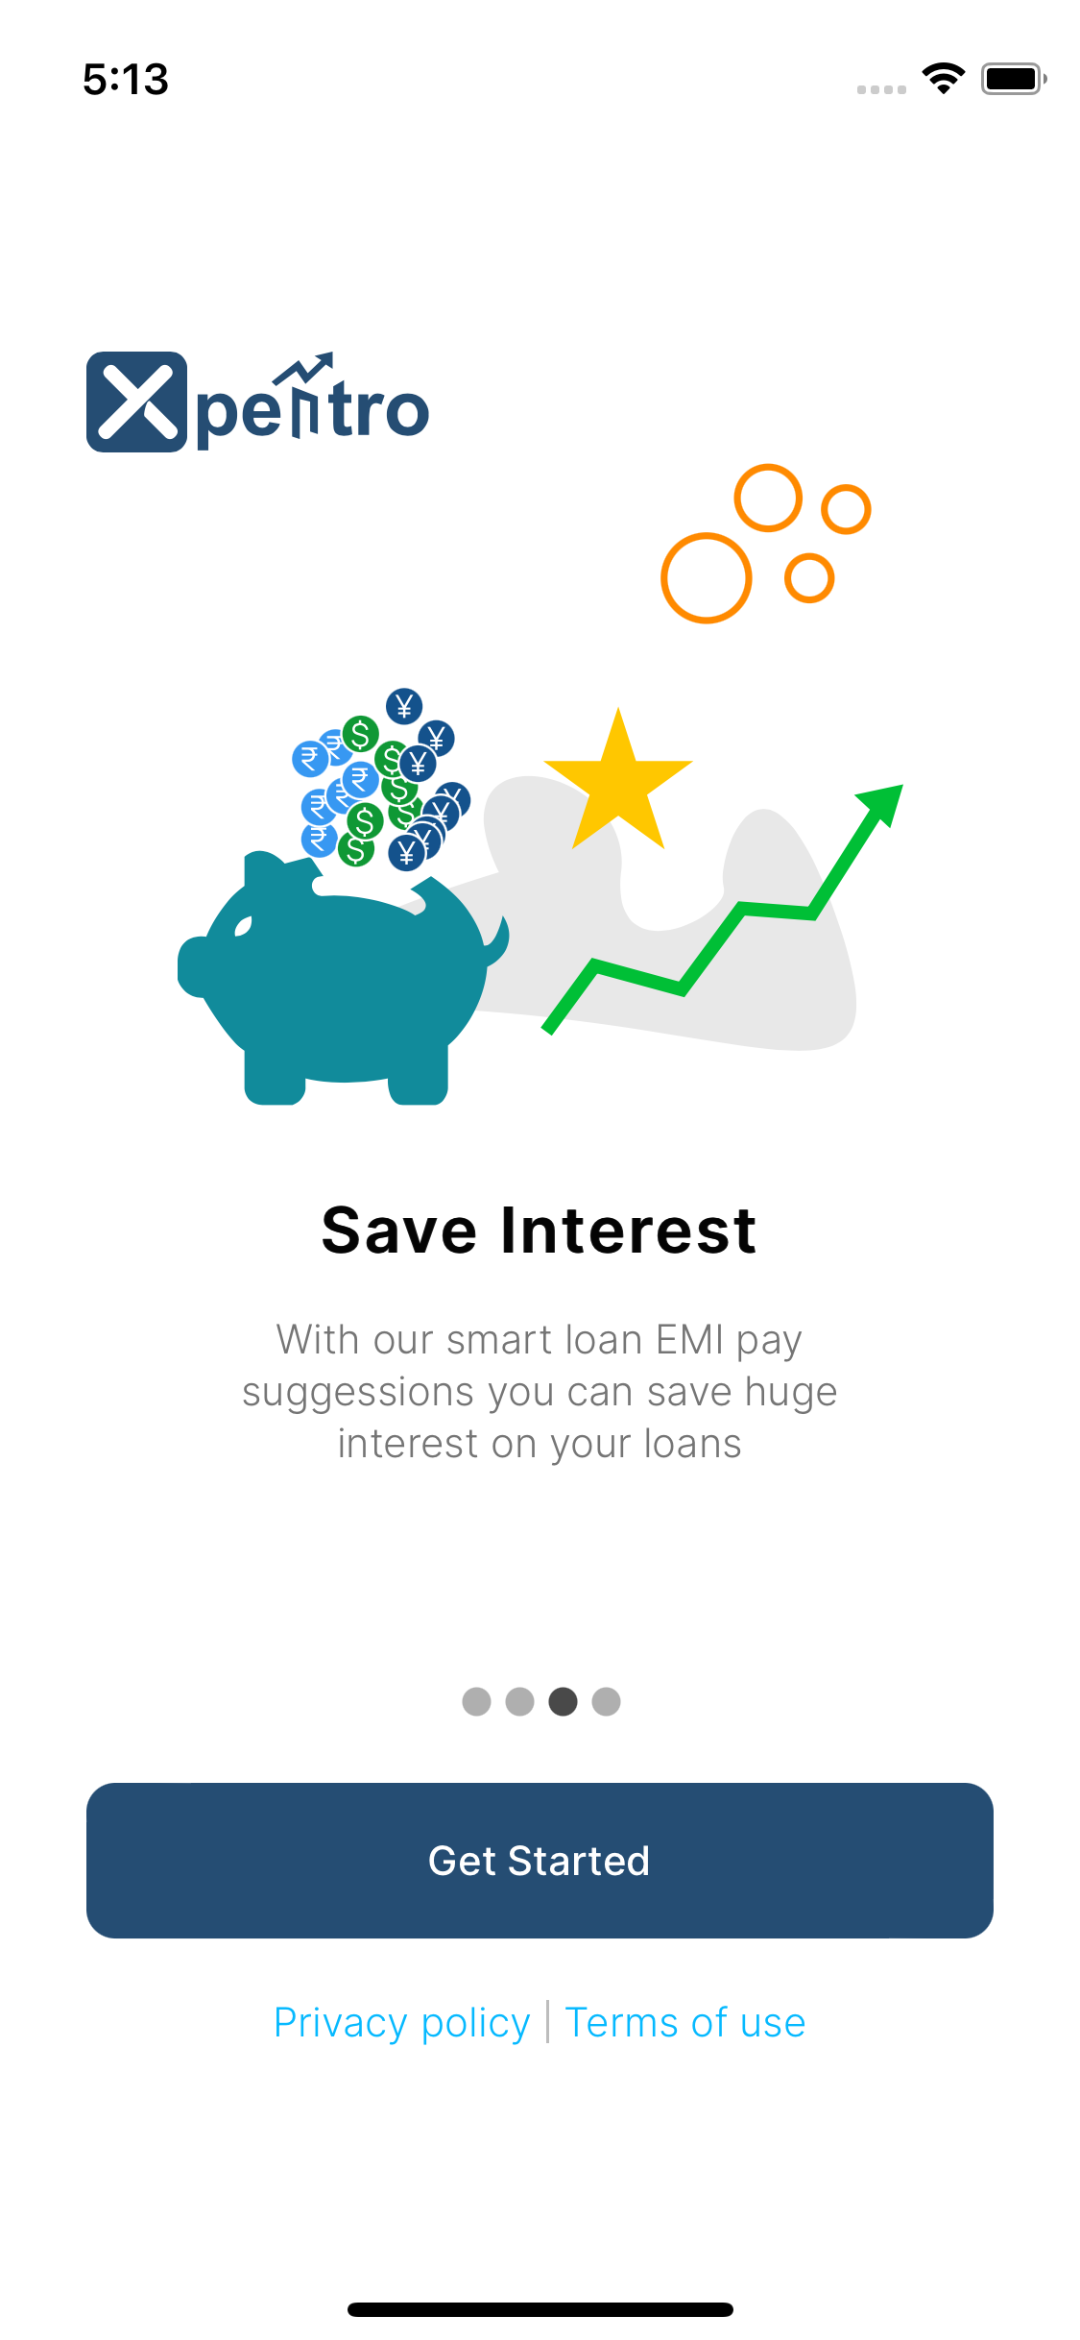 5:13
Xpentro
Save Interest
With our smart loan EMI pay
suggessions you can save huge
interest on your loans
Get Started
Privacy policy | Terms of use